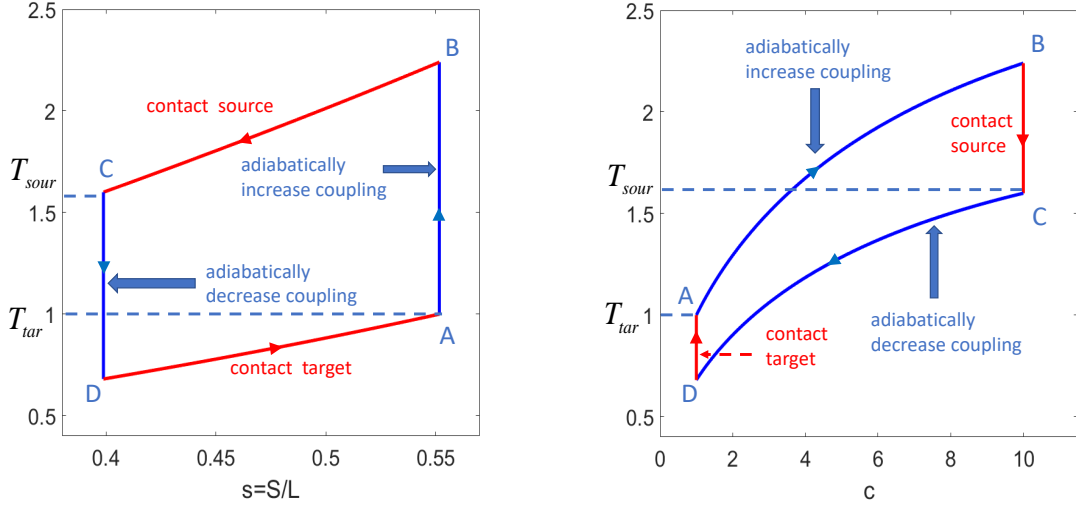 2.5
B
contact source
2
C
adiabatically
increase coupling
T_sour
1.5
adiabatically
decrease coupling
T_tar
1
A
contact target
D
0.5
0.4
0.45
0.5
0.55
s=S/L
2.5
adiabatically
increase coupling
B
2
contact
source
T_sour
1.5
C
A
T_tar
1
contact
target
adiabatically
decrease coupling
D
0.5
0
2
4
6
8
10
c